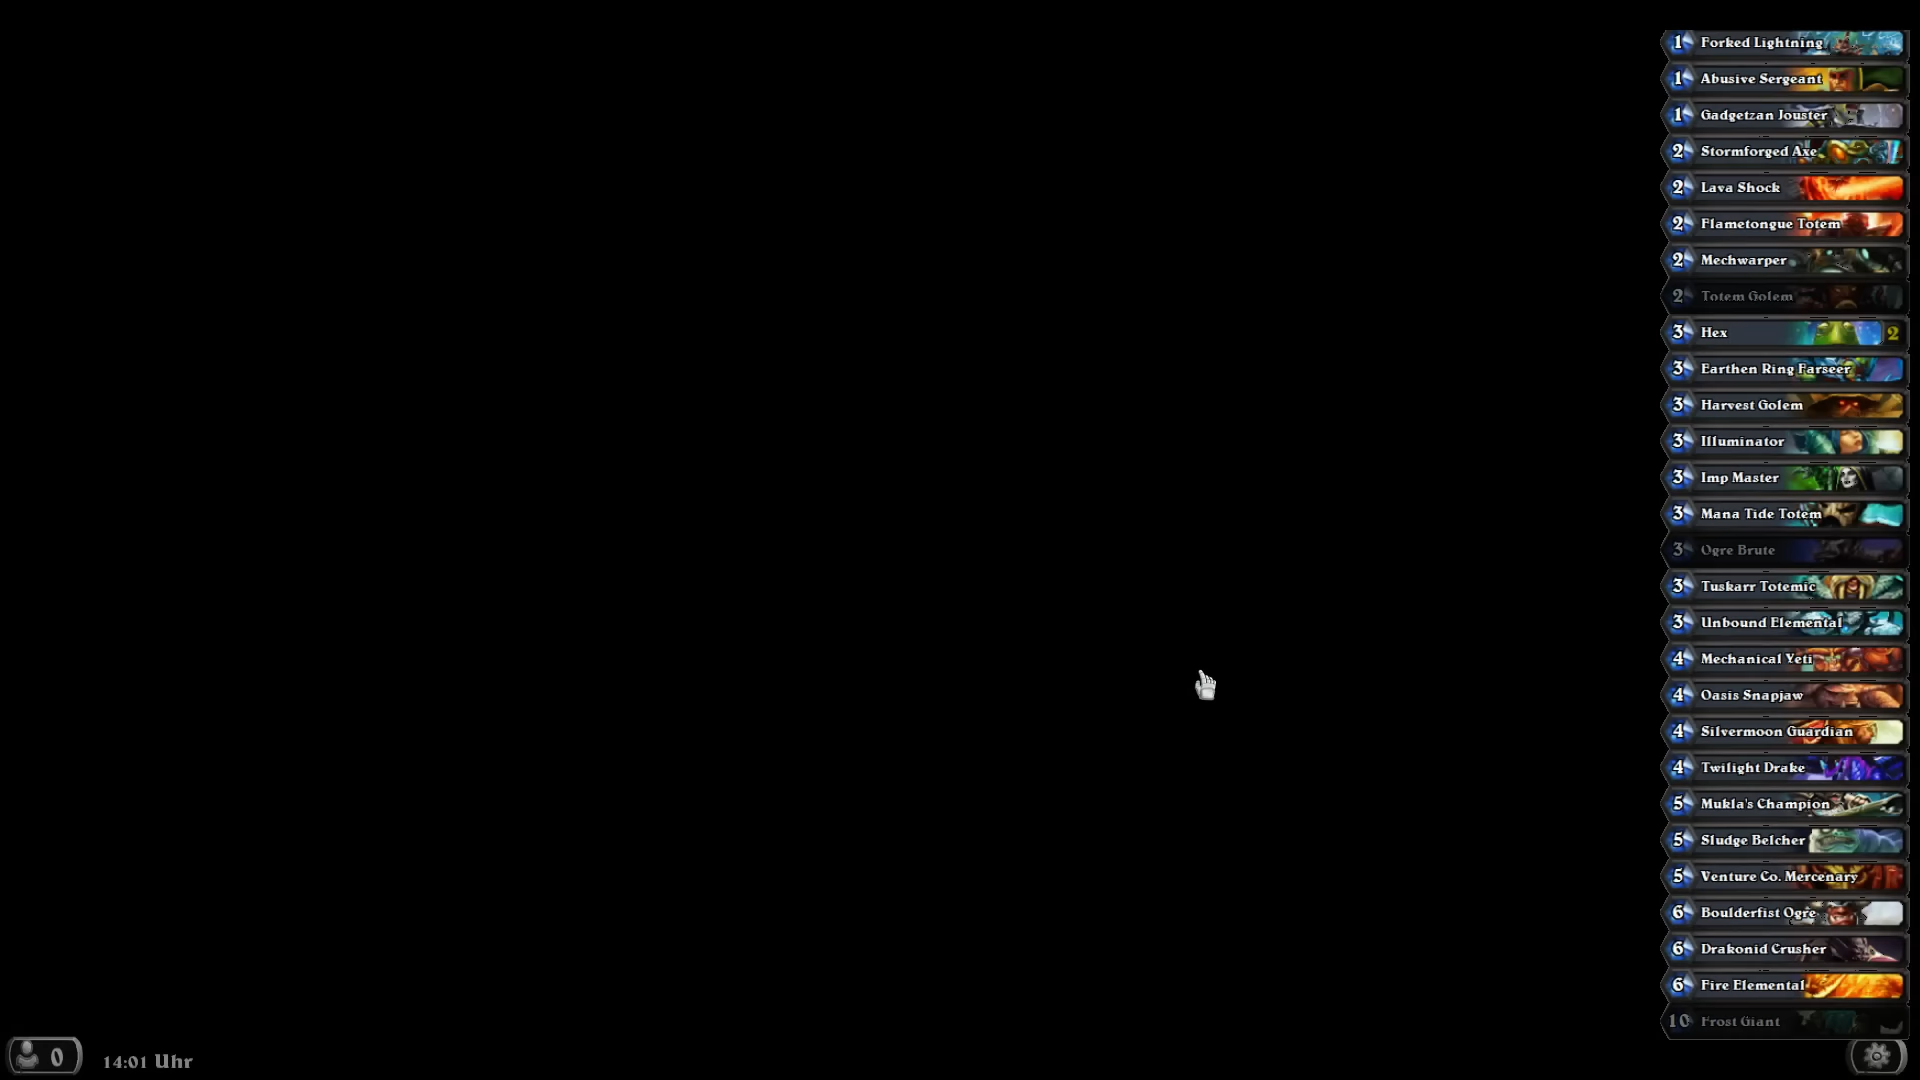 1 Forked Lightning
1 Abusive Sergeant
1 Gadgetzan Jouster
2 Stormforged Axe
2 Lava Shock
2 Flametongue Totem
2 Mechwarper
2 Totem Golem
3 Hex 2
3 Earthen Ring Farseer
3 Harvest Golem
3 Illuminator
3 Imp Master
3 Mana Tide Totem
3 Ogre Brute
3 Tuskarr Totemic
3 Unbound Elemental
4 Mechanical Yeti
4 Oasis Snapjaw
4 Silvermoon Guardian
4 Twilight Drake
5 Mukla's Champion
5 Sludge Belcher
5 Venture Co. Mercenary
6 Boulderfist Ogre
6 Drakonid Crusher
6 Fire Elemental
10 Frost Giant
0 14:01 Uhr